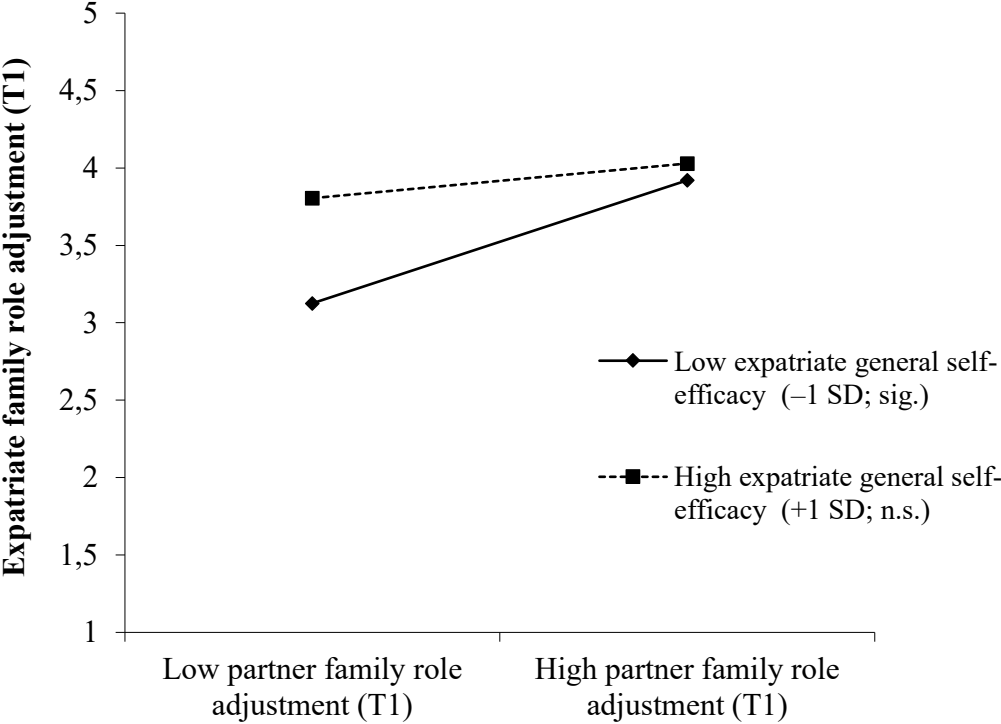 Expatriate family role adjustment (T1)
5
4,5
4
3,5
3
2,5
2
1,5
1
Low partner family role
adjustment (T1)
High partner family role
adjustment (T1)
Low expatriate general self-
efficacy (–1 SD; sig.)
High expatriate general self-
efficacy (+1 SD; n.s.)